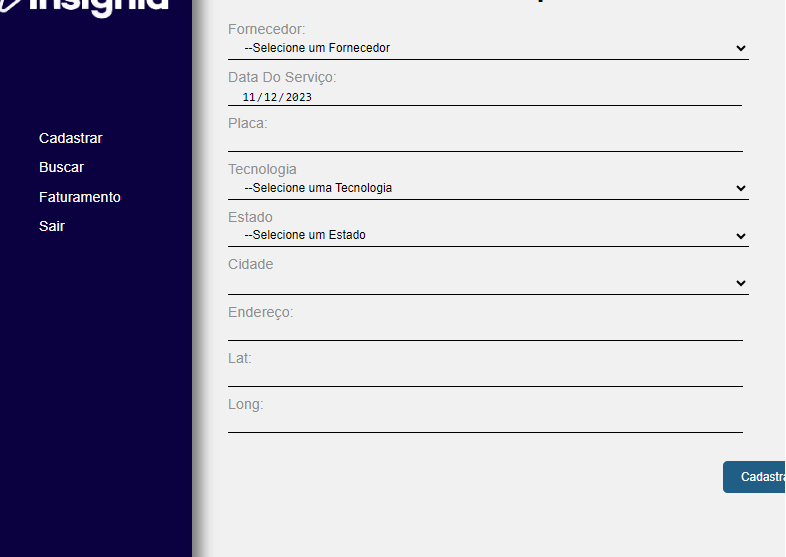 Insignia
Cadastrar
Buscar
Faturamento
Sair
Fornecedor:
--Selecione um Fornecedor
Data Do Serviço:
11/12/2023
Placa:
Tecnologia
--Selecione uma Tecnologia
Estado
--Selecione um Estado
Cidade
Endereço:
Lat:
Long:
Cadastra